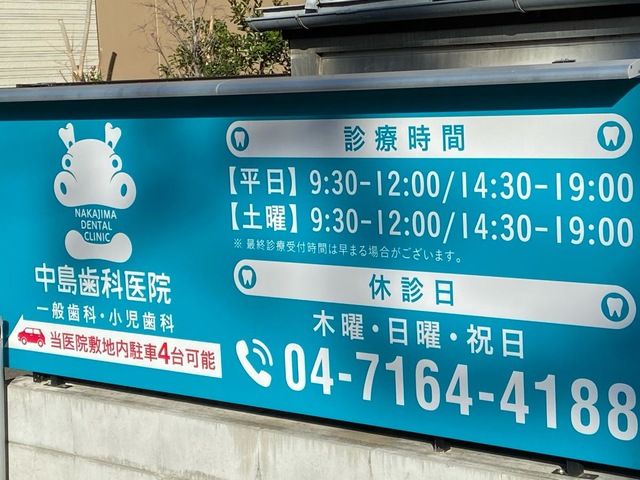 NAKAJIMA
DENTAL
CLINIC
中島歯科医院
一般歯科・小児歯科
当医院敷地内駐車4台可能
診療時間
【平日】9:30-12:00/14:30-19:00
【土曜】9:30-12:00/14:30-19:00
※ 最終診療受付時間は早まる場合がございます。
休診日
木曜・日曜・祝日
04-7164-4188